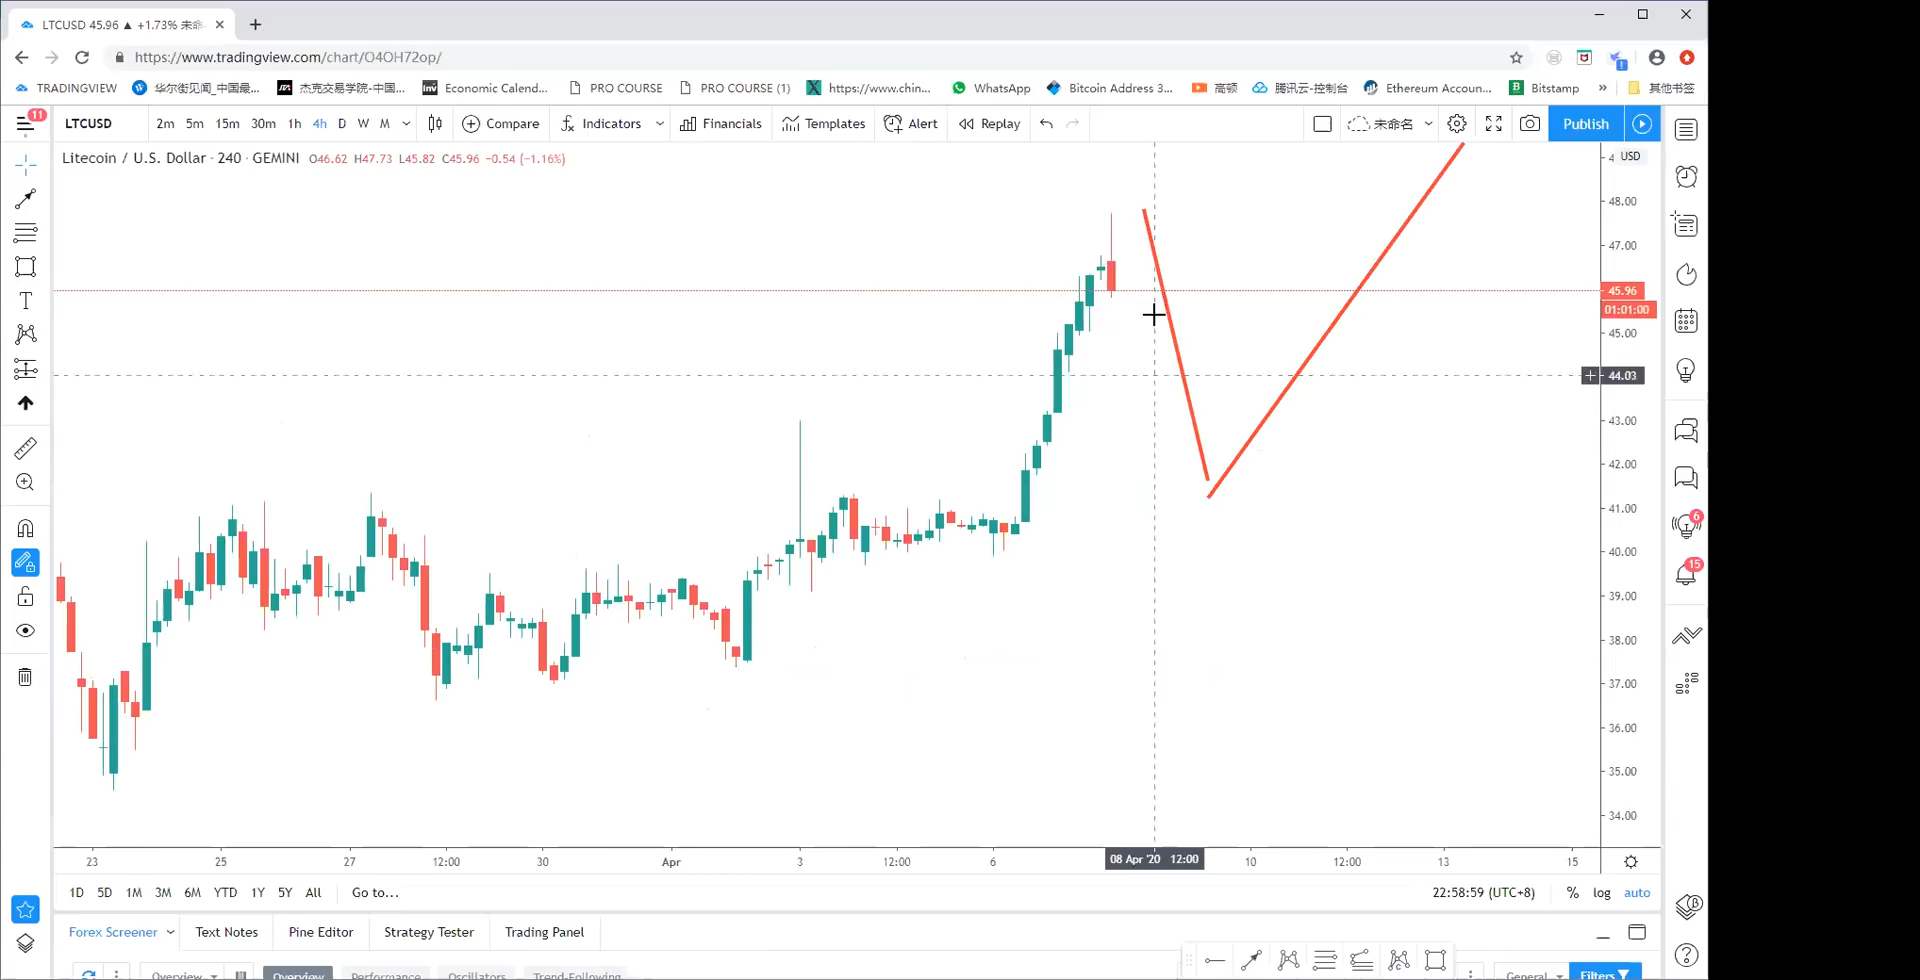 LTCUSD 45.96 ▲ +1.73% 未命
https://www.tradingview.com/chart/O4OH72op/
TRADINGVIEW 华尔街见闻_中国最... 杰克交易学院-中国... Economic Calend... PRO COURSE PRO COURSE (1) https://www.chin... WhatsApp Bitcoin Address 3... 高顿 腾讯云-控制台 Ethereum Accoun... Bitstamp » 其他书签
11 LTCUSD 2m 5m 15m 30m 1h 4h D W M Compare Indicators Financials Templates Alert Replay 未命名 Publish
Litecoin / U.S. Dollar · 240 · GEMINI O46.62 H47.73 L45.82 C45.96 −0.54 (−1.16%)
USD
48.00
47.00
45.96
01:01:00
45.00
44.03
43.00
42.00
41.00
40.00
39.00
38.00
37.00
36.00
35.00
34.00
6
15
23 25 27 12:00 30 Apr 3 12:00 6 08 Apr '20 12:00 10 12:00 13 15
1D 5D 1M 3M 6M YTD 1Y 5Y All Go to... 22:58:59 (UTC+8) % log auto
Forex Screener Text Notes Pine Editor Strategy Tester Trading Panel
Overview Overview Performance Oscillators Trend-Following General Filters